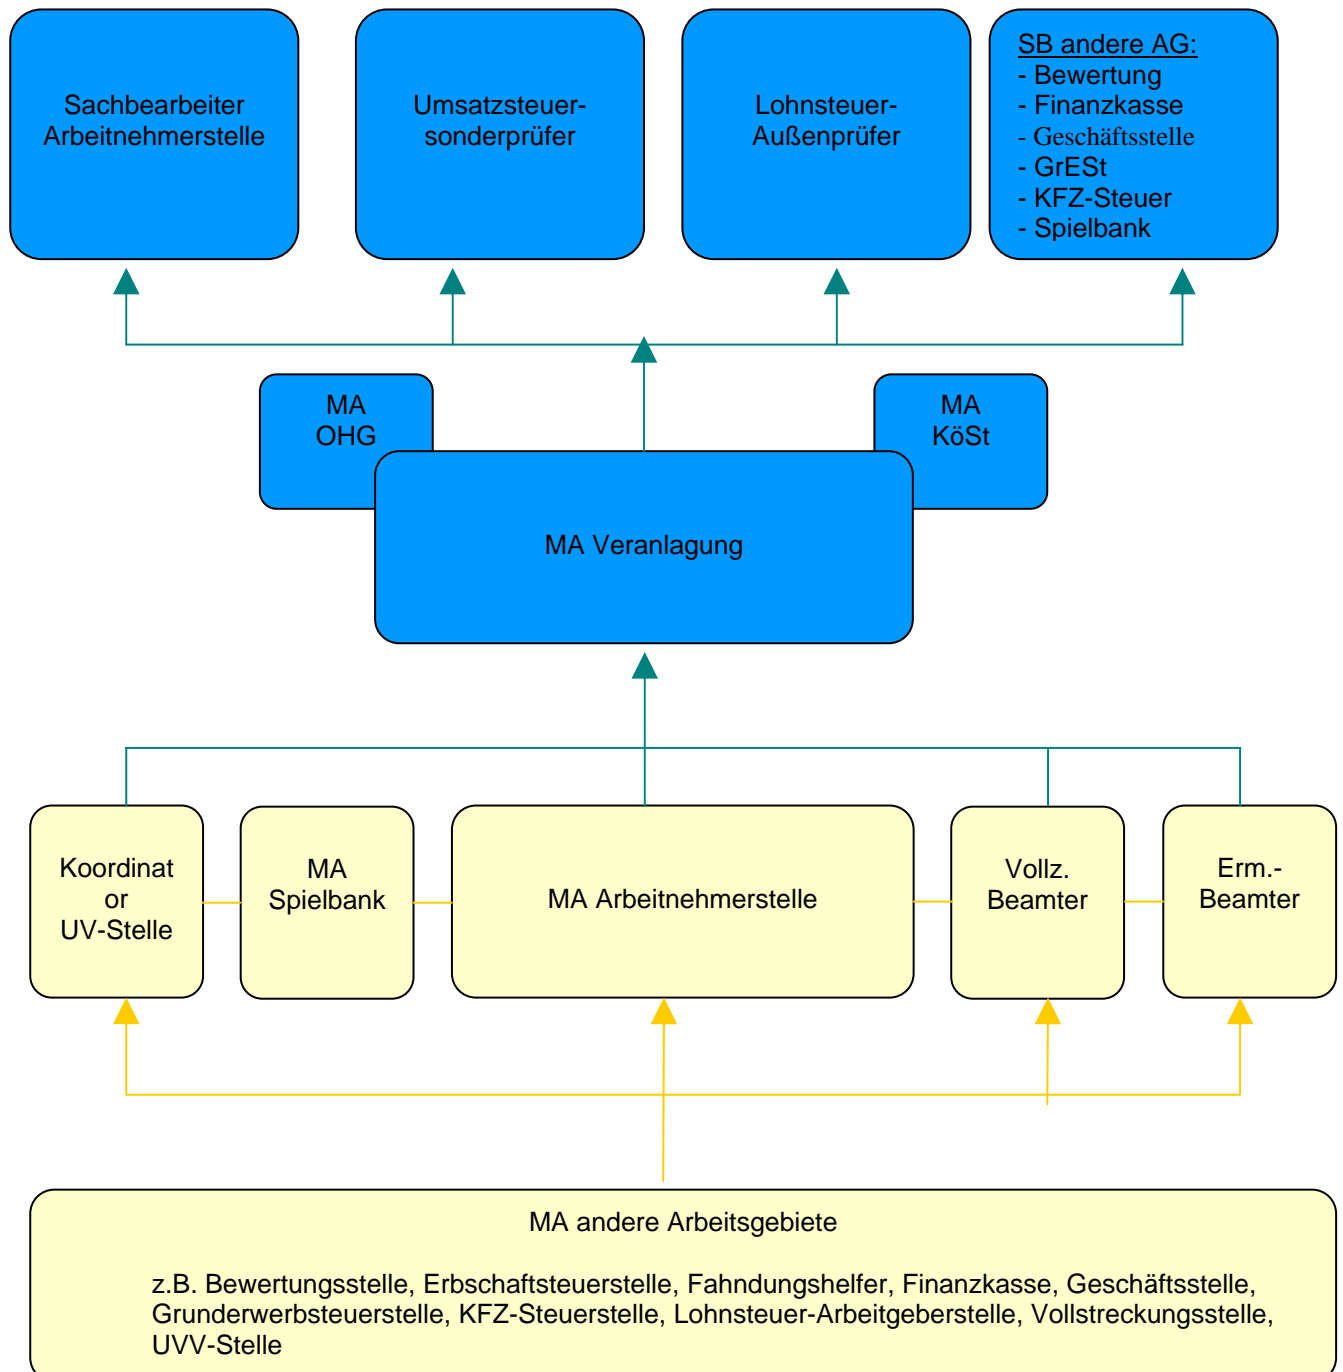 Sachbearbeiter
Arbeitnehmerstelle
Umsatzsteuer-
sonderprüfer
Lohnsteuer-
Außenprüfer
SB andere AG:
- Bewertung
- Finanzkasse
- Geschäftsstelle
- GrESt
- KFZ-Steuer
- Spielbank
MA
OHG
MA
KöSt
MA Veranlagung
Koordinat
or
UV-Stelle
MA
Spielbank
MA Arbeitnehmerstelle
Vollz.
Beamter
Erm.-
Beamter
MA andere Arbeitsgebiete
z.B. Bewertungsstelle, Erbschaftsteuerstelle, Fahndungshelfer, Finanzkasse, Geschäftsstelle,
Grunderwerbsteuerstelle, KFZ-Steuerstelle, Lohnsteuer-Arbeitgeberstelle, Vollstreckungsstelle,
UVV-Stelle